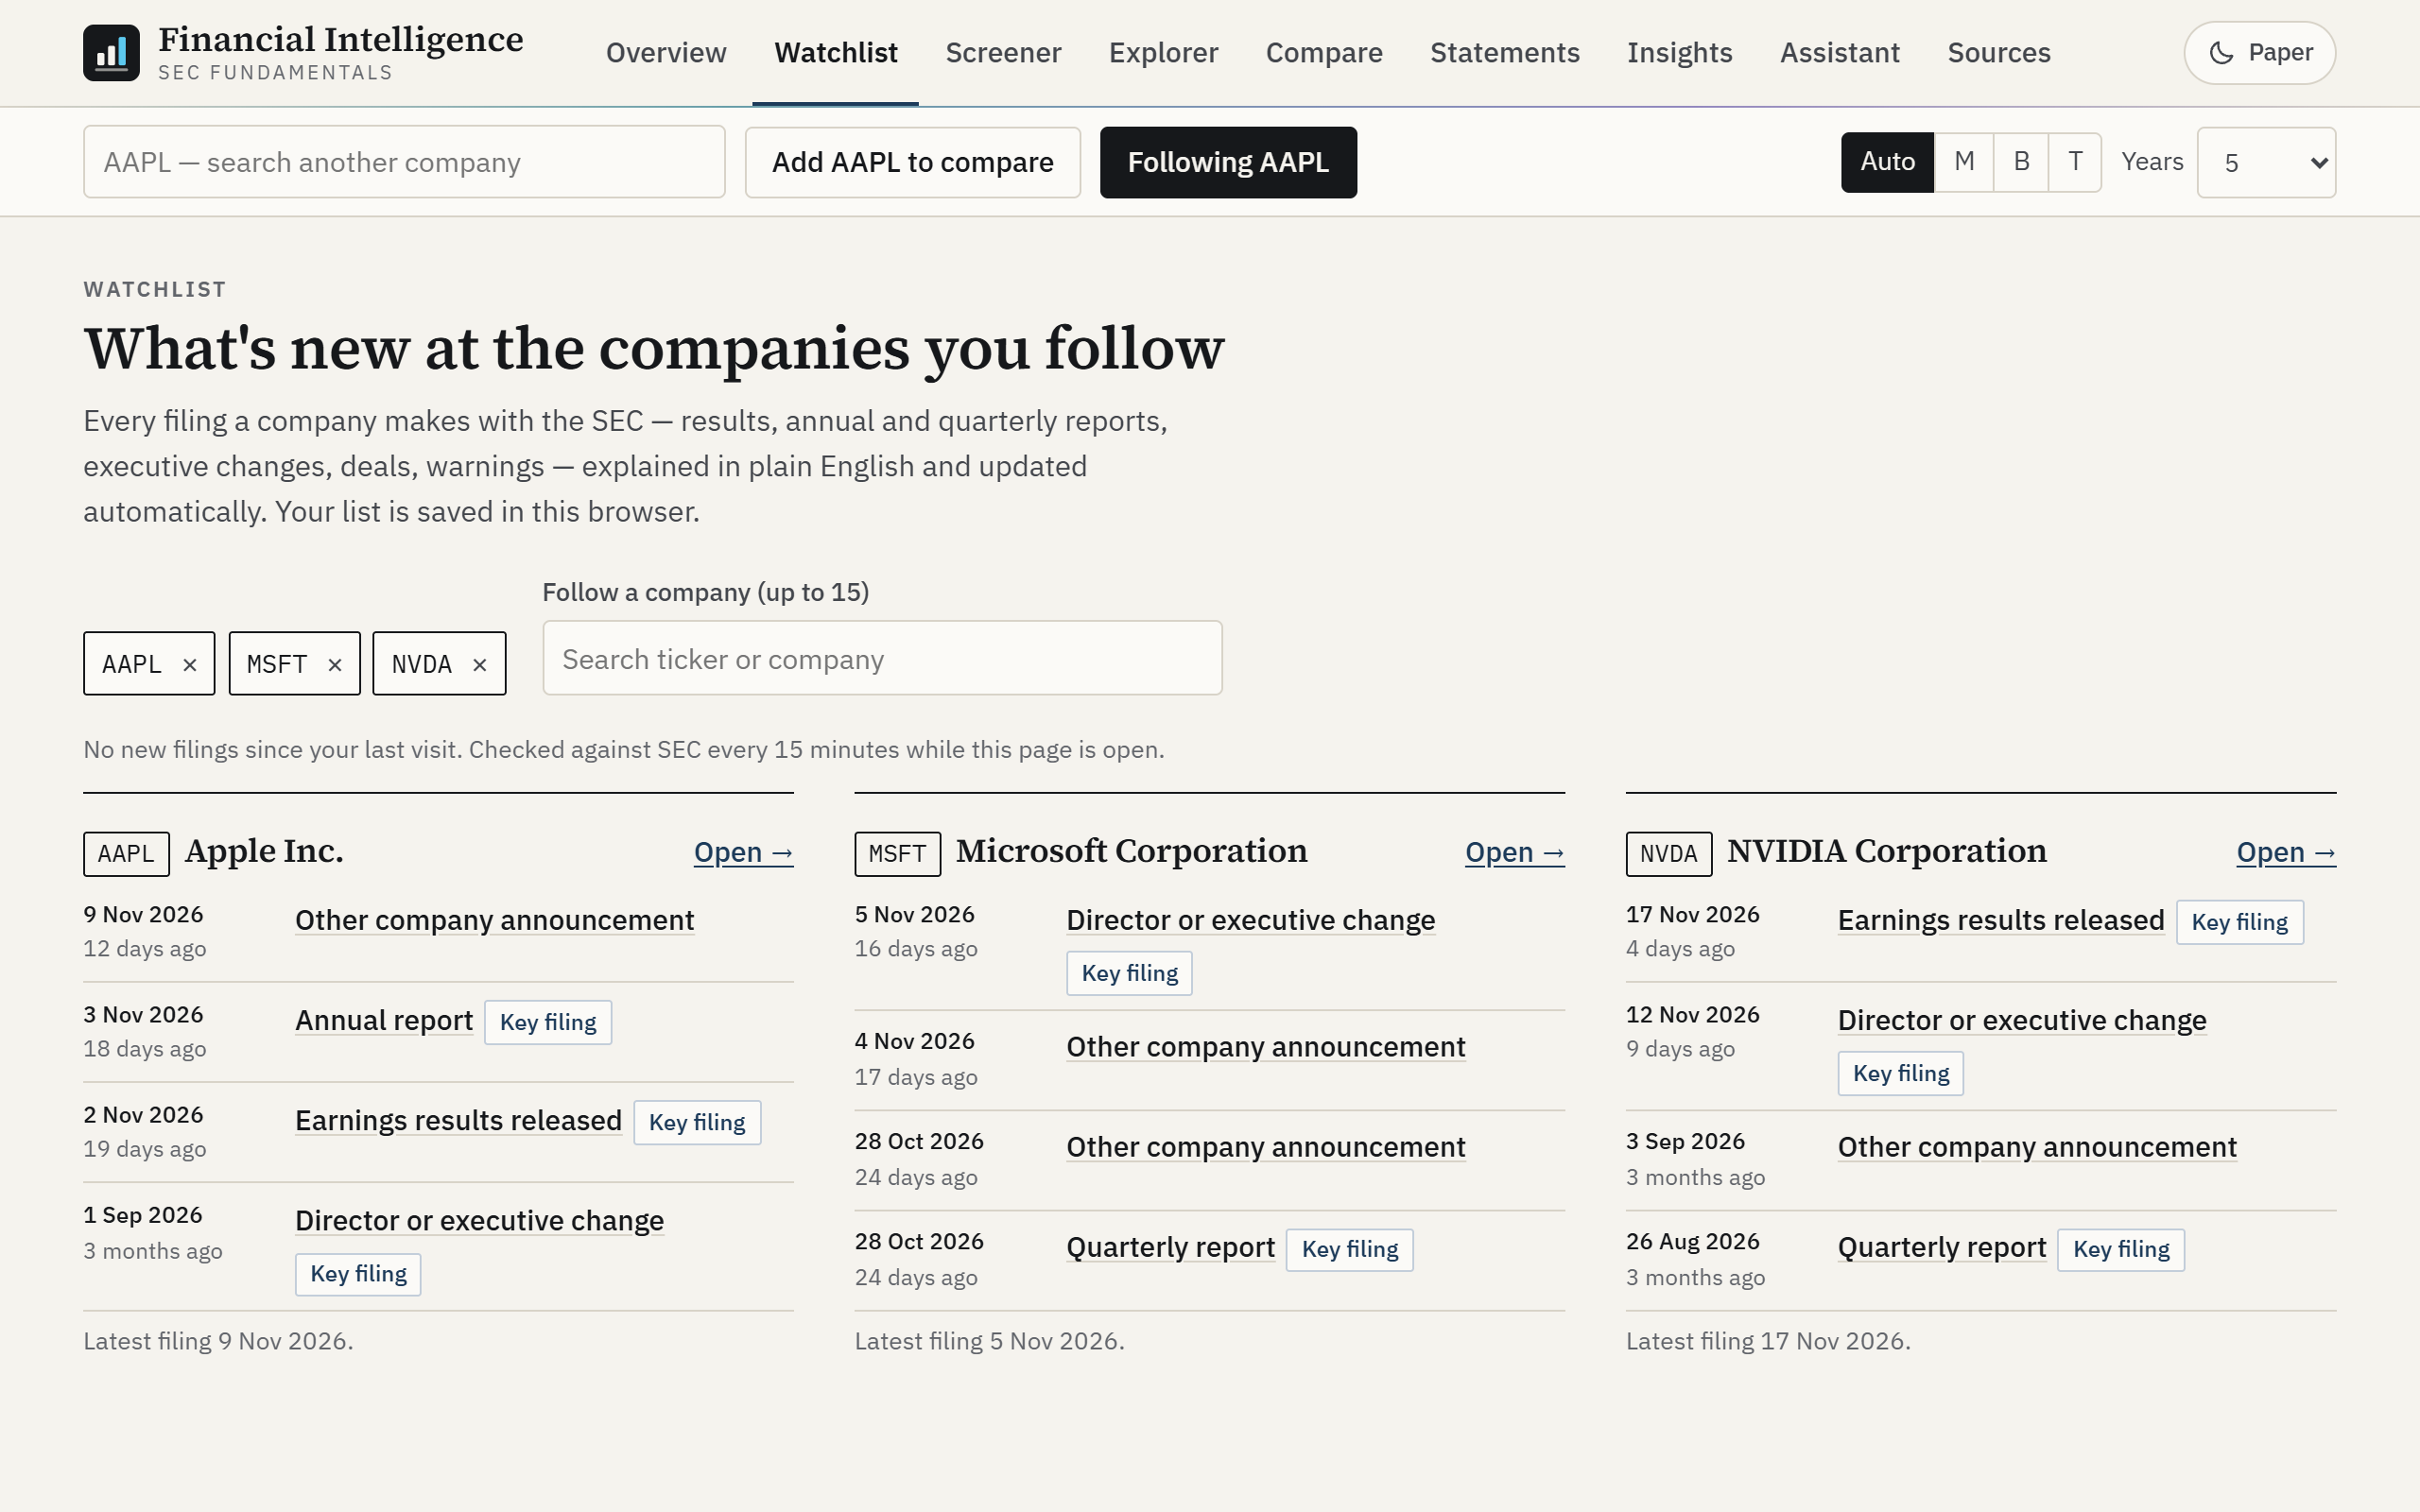 Financial Intelligence
SEC FUNDAMENTALS
Overview
Watchlist
Screener
Explorer
Compare
Statements
Insights
Assistant
Sources
Paper
AAPL — search another company
Add AAPL to compare
Following AAPL
Auto
M
B
T
Years
5
WATCHLIST
What's new at the companies you follow
Every filing a company makes with the SEC — results, annual and quarterly reports,
executive changes, deals, warnings — explained in plain English and updated
automatically. Your list is saved in this browser.
AAPL ×
MSFT ×
NVDA ×
Follow a company (up to 15)
Search ticker or company
No new filings since your last visit. Checked against SEC every 15 minutes while this page is open.
AAPL Apple Inc. Open →
9 Nov 2026
12 days ago
Other company announcement
3 Nov 2026
18 days ago
Annual report Key filing
2 Nov 2026
19 days ago
Earnings results released Key filing
1 Sep 2026
3 months ago
Director or executive change
Key filing
Latest filing 9 Nov 2026.
MSFT Microsoft Corporation Open →
5 Nov 2026
16 days ago
Director or executive change
Key filing
4 Nov 2026
17 days ago
Other company announcement
28 Oct 2026
24 days ago
Other company announcement
28 Oct 2026
24 days ago
Quarterly report Key filing
Latest filing 5 Nov 2026.
NVDA NVIDIA Corporation Open →
17 Nov 2026
4 days ago
Earnings results released Key filing
12 Nov 2026
9 days ago
Director or executive change
Key filing
3 Sep 2026
3 months ago
Other company announcement
26 Aug 2026
3 months ago
Quarterly report Key filing
Latest filing 17 Nov 2026.